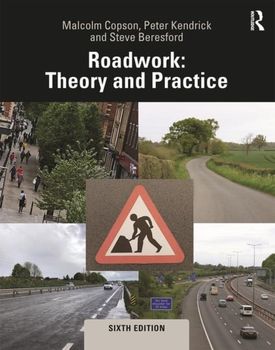 Malcolm Copson, Peter Kendrick
and Steve Beresford
Roadwork:
Theory and Practice
SIXTH EDITION